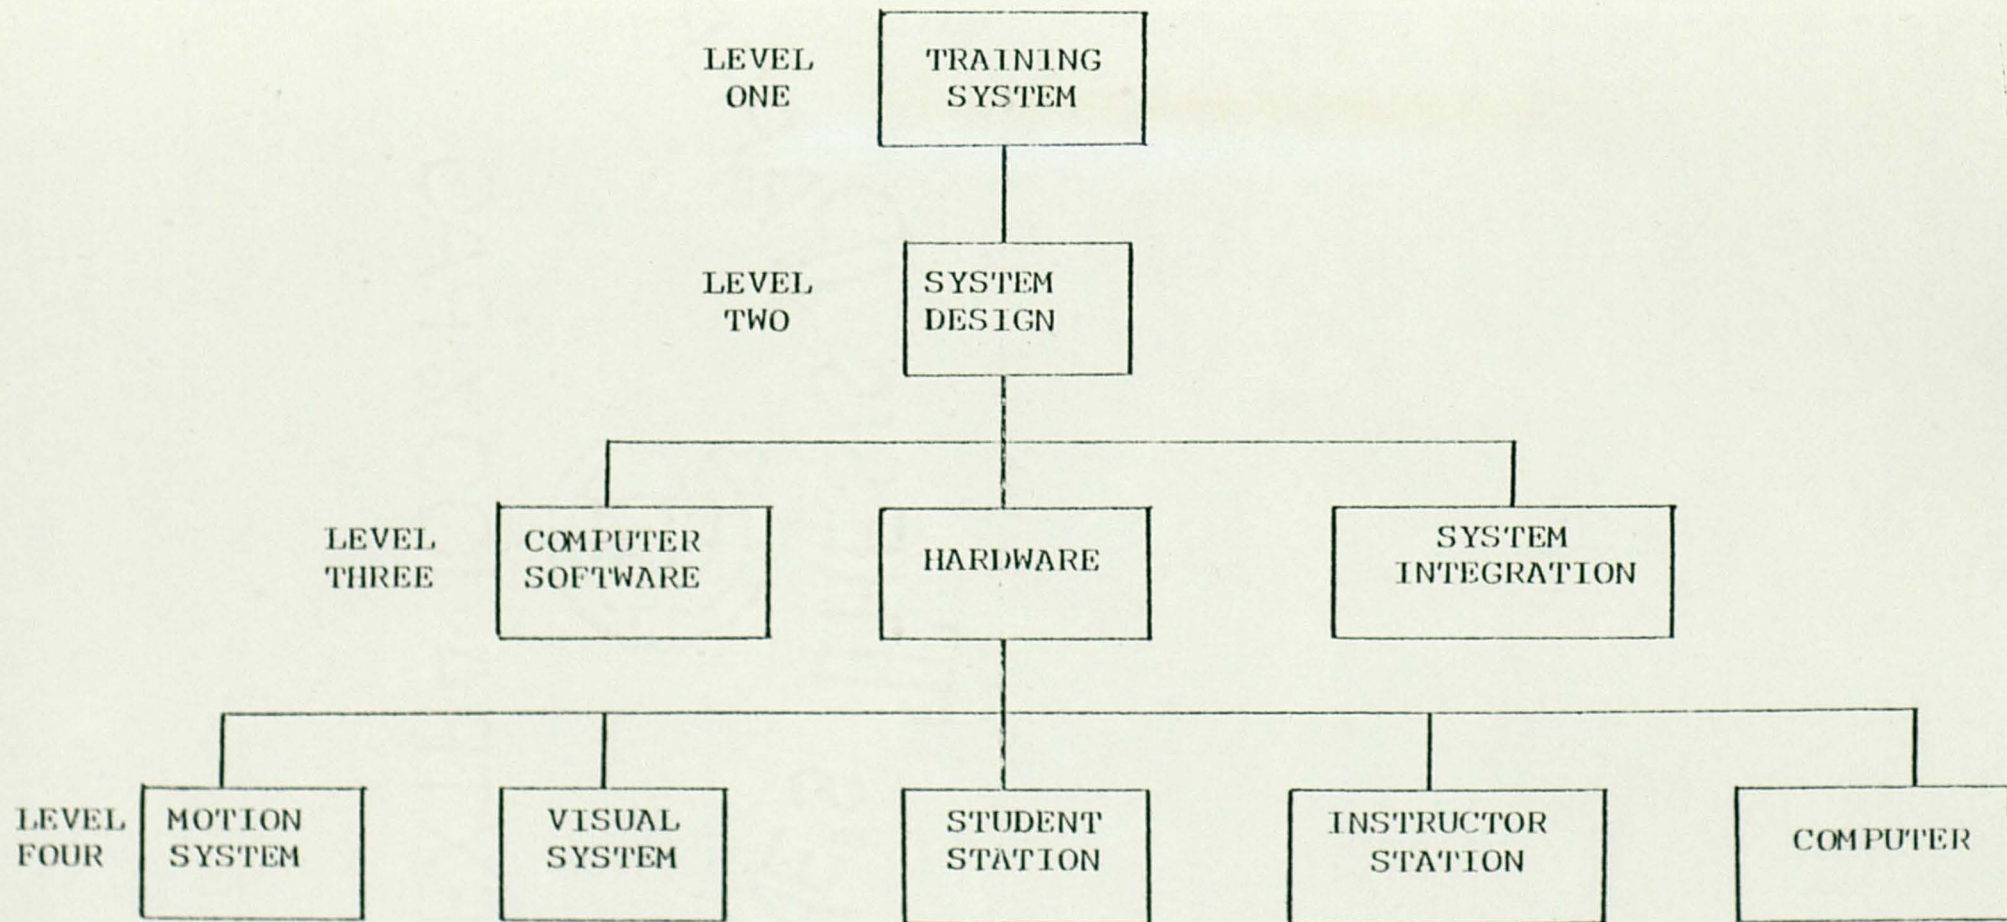 LEVEL
ONE
TRAINING
SYSTEM
LEVEL
TWO
SYSTEM
DESIGN
LEVEL
THREE
COMPUTER
SOFTWARE
HARDWARE
SYSTEM
INTEGRATION
LEVEL
FOUR
MOTION
SYSTEM
VISUAL
SYSTEM
STUDENT
STATION
INSTRUCTOR
STATION
COMPUTER